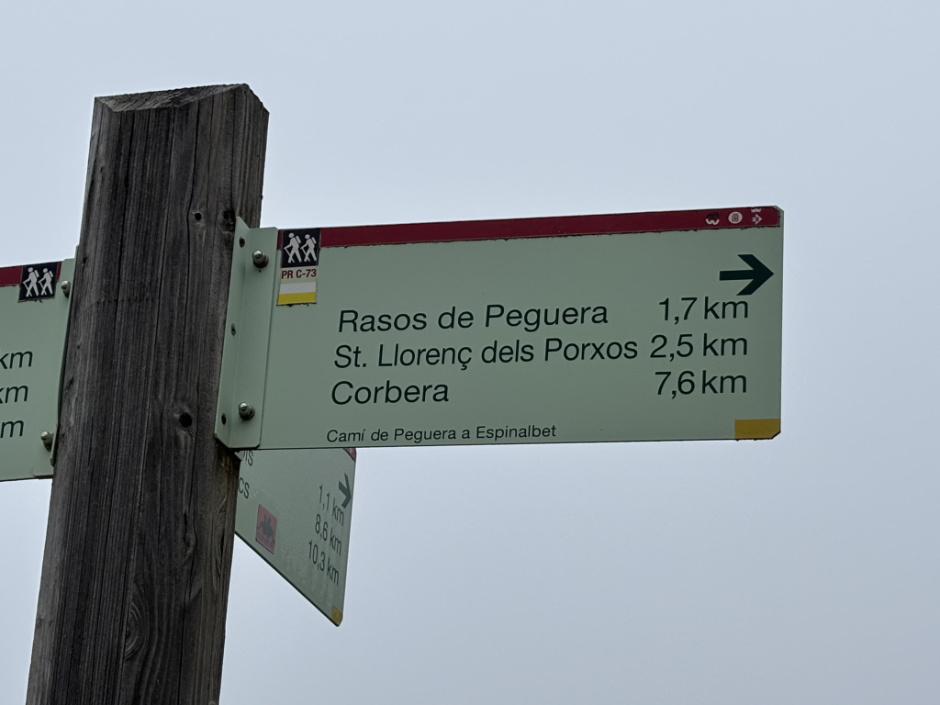 PR C-73
Rasos de Peguera 1,7 km
St. Llorenç dels Porxos 2,5 km
Corbera 7,6 km
Camí de Peguera a Espinalbet
km
km
m
1,1 km
8,6 km
10,3 km